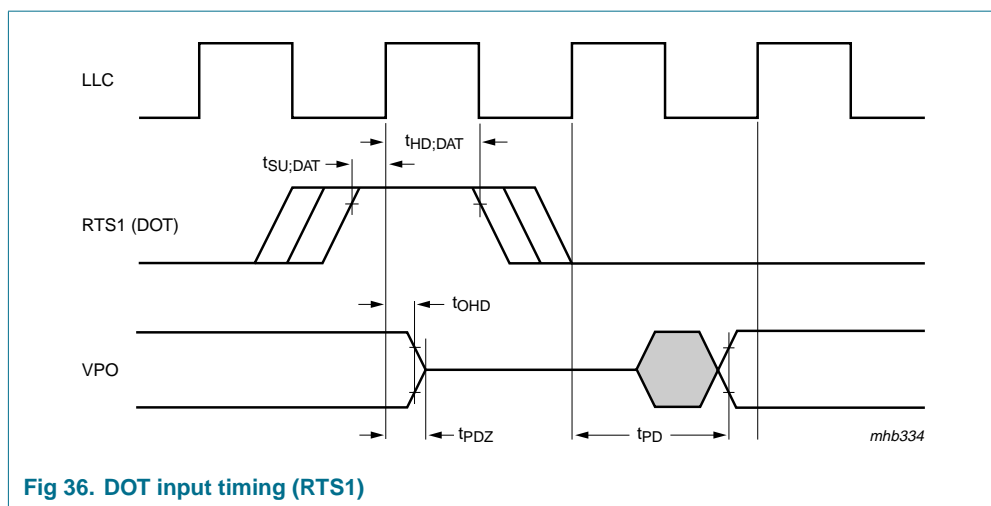 LLC
tHD;DAT
tSU;DAT
RTS1 (DOT)
tOHD
VPO
tPDZ
tPD
mhb334
Fig 36. DOT input timing (RTS1)